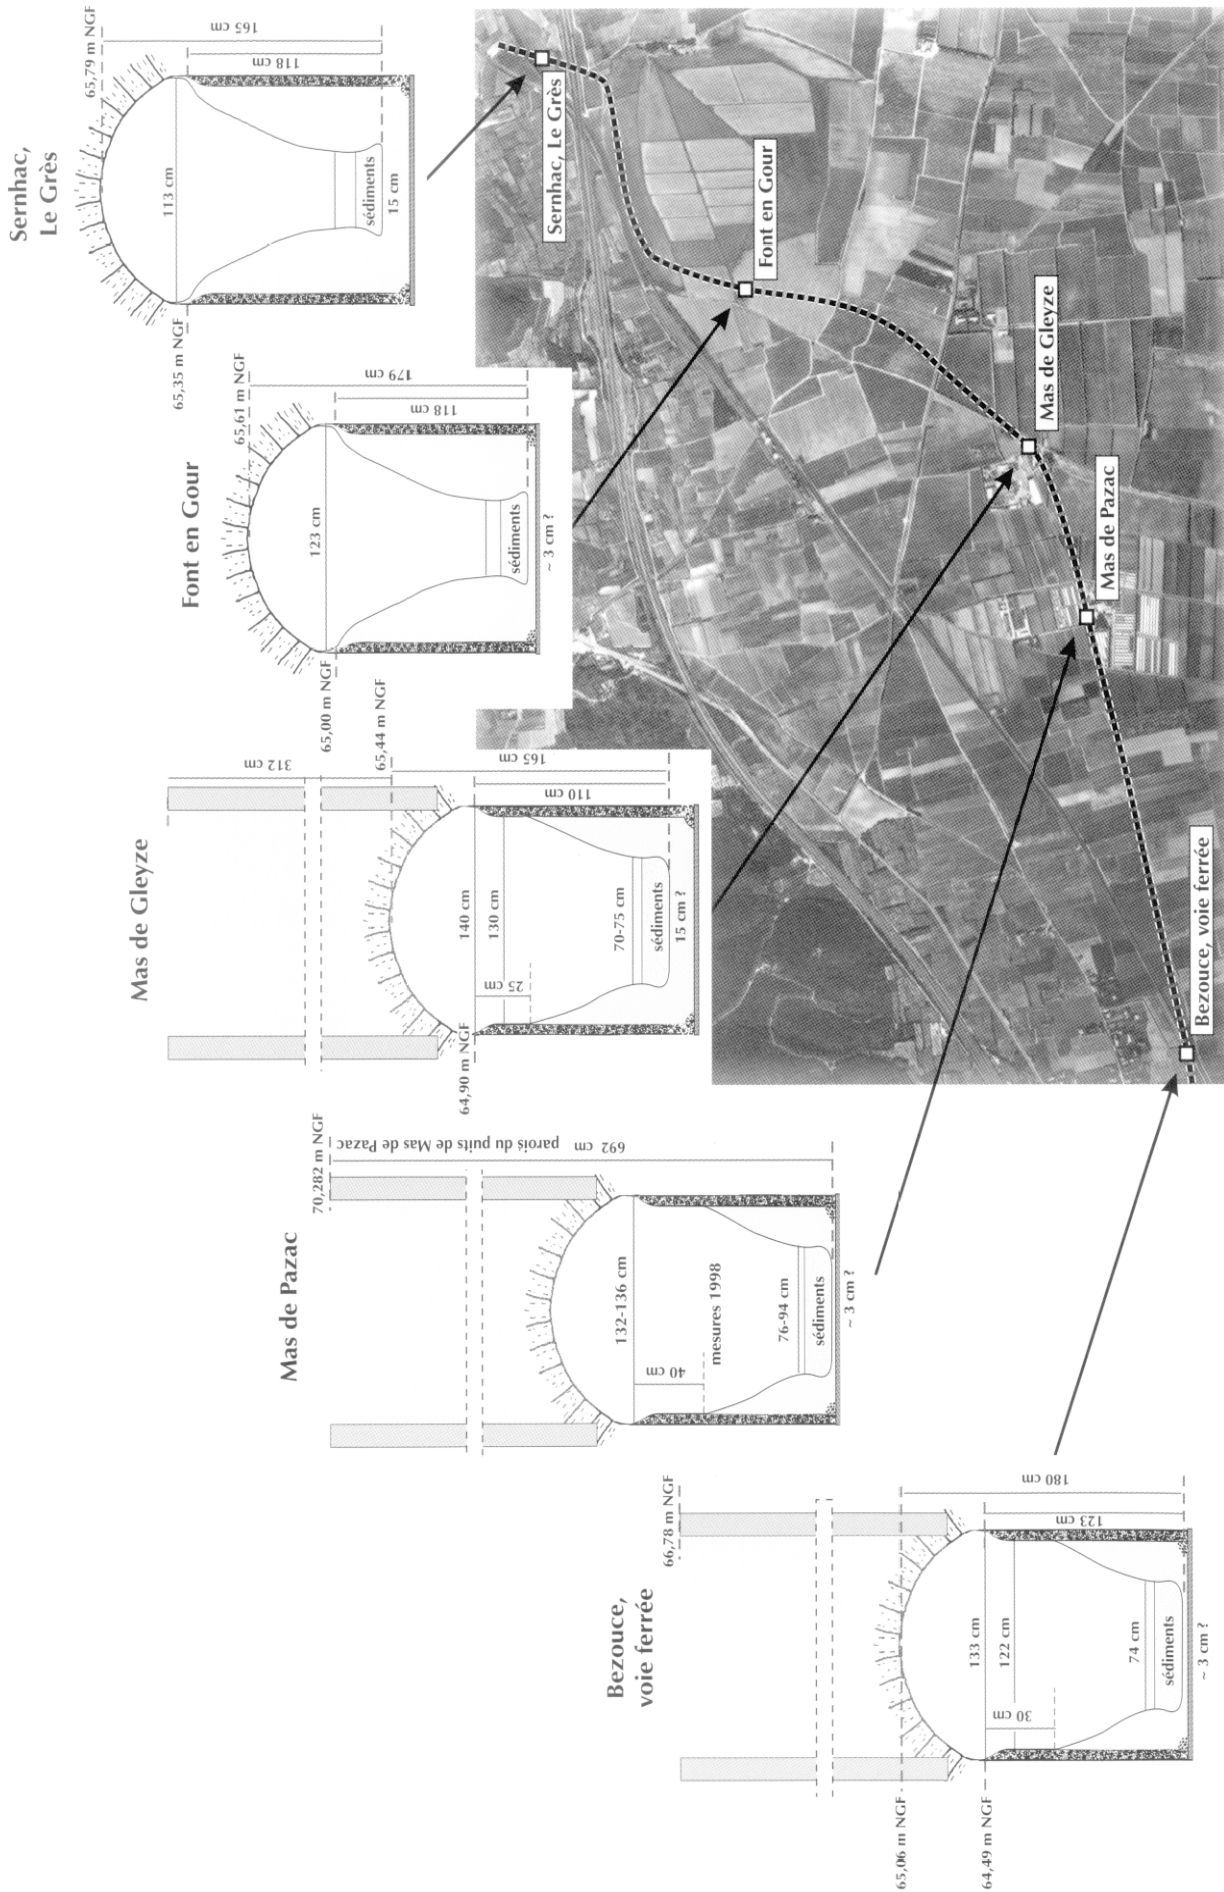 Sernhac,
Le Grès
65,79 m NGF
65,35 m NGF
165 cm
118 cm
113 cm
sédiments
15 cm
Font en Gour
65,61 m NGF
65,00 m NGF
179 cm
118 cm
123 cm
sédiments
~ 3 cm ?
Mas de Gleyze
312 cm
65,44 m NGF
64,90 m NGF
165 cm
110 cm
140 cm
130 cm
25 cm
70-75 cm
sédiments
15 cm ?
Mas de Pazac
70,282 m NGF
692 cm parois du puits de Mas de Pazac
132-136 cm
40 cm
mesures 1998
76-94 cm
sédiments
~ 3 cm ?
Bezouce,
voie ferrée
66,78 m NGF
65,06 m NGF
64,49 m NGF
180 cm
123 cm
133 cm
122 cm
30 cm
74 cm
sédiments
~ 3 cm ?
Sernhac, Le Grès
Font en Gour
Mas de Gleyze
Mas de Pazac
Bezouce, voie ferrée